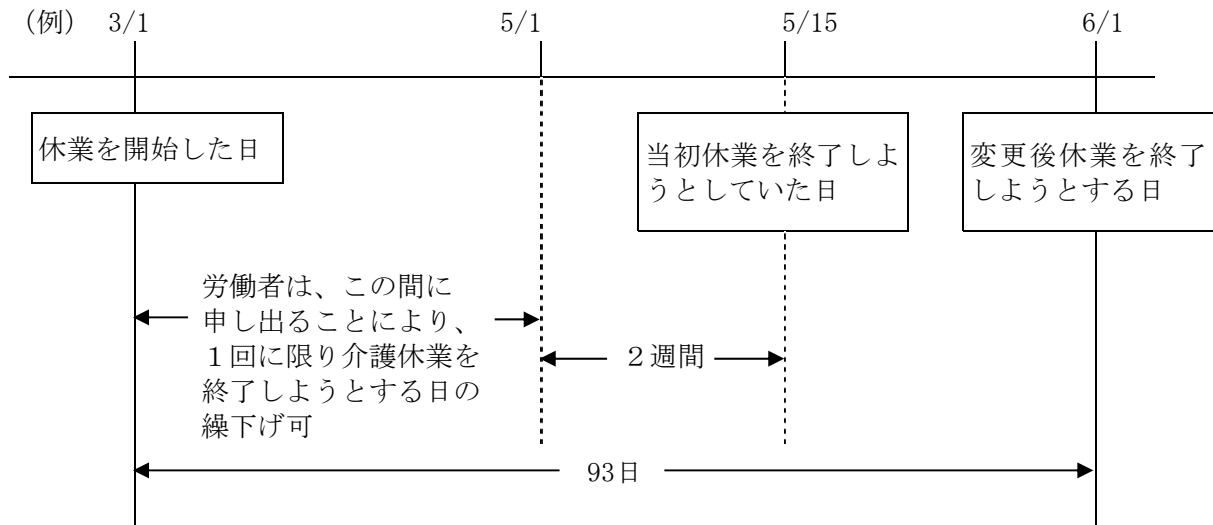 (例) 3/1 5/1 5/15 6/1
休業を開始した日
当初休業を終了しよ
うとしていた日
変更後休業を終了
しようとする日
労働者は、この間に
申し出ることにより、
１回に限り介護休業を
終了しようとする日の
繰下げ可
２週間
93日